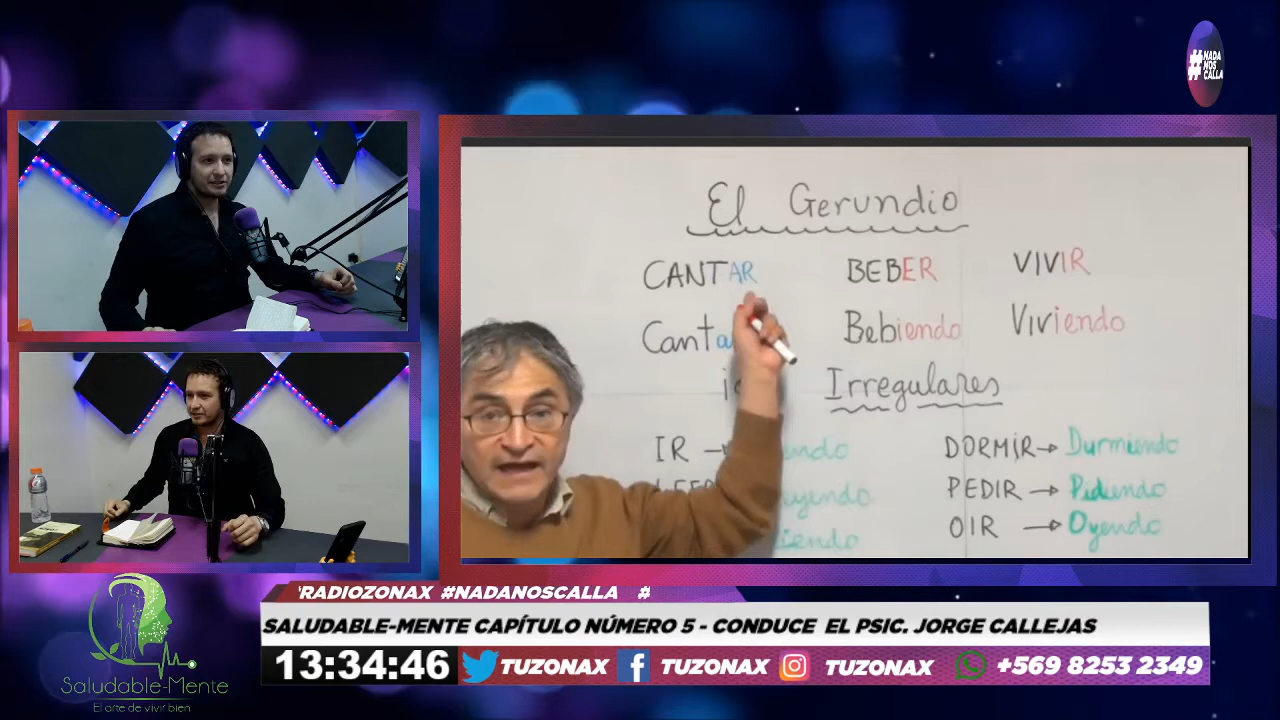 #NADA
NOS
CALLA
El Gerundio
CANTAR BEBER VIVIR
Bebiendo Viviendo
Irregulares
IR DORMIR → Durmiendo
PEDIR → Pidiendo
OIR → Oyendo
Saludable-Mente
El arte de vivir bien
RADIOZONAX #NADANOSCALLA #
SALUDABLE-MENTE CAPÍTULO NÚMERO 5 - CONDUCE EL PSIC. JORGE CALLEJAS
13:34:46 TUZONAX TUZONAX TUZONAX +569 8253 2349